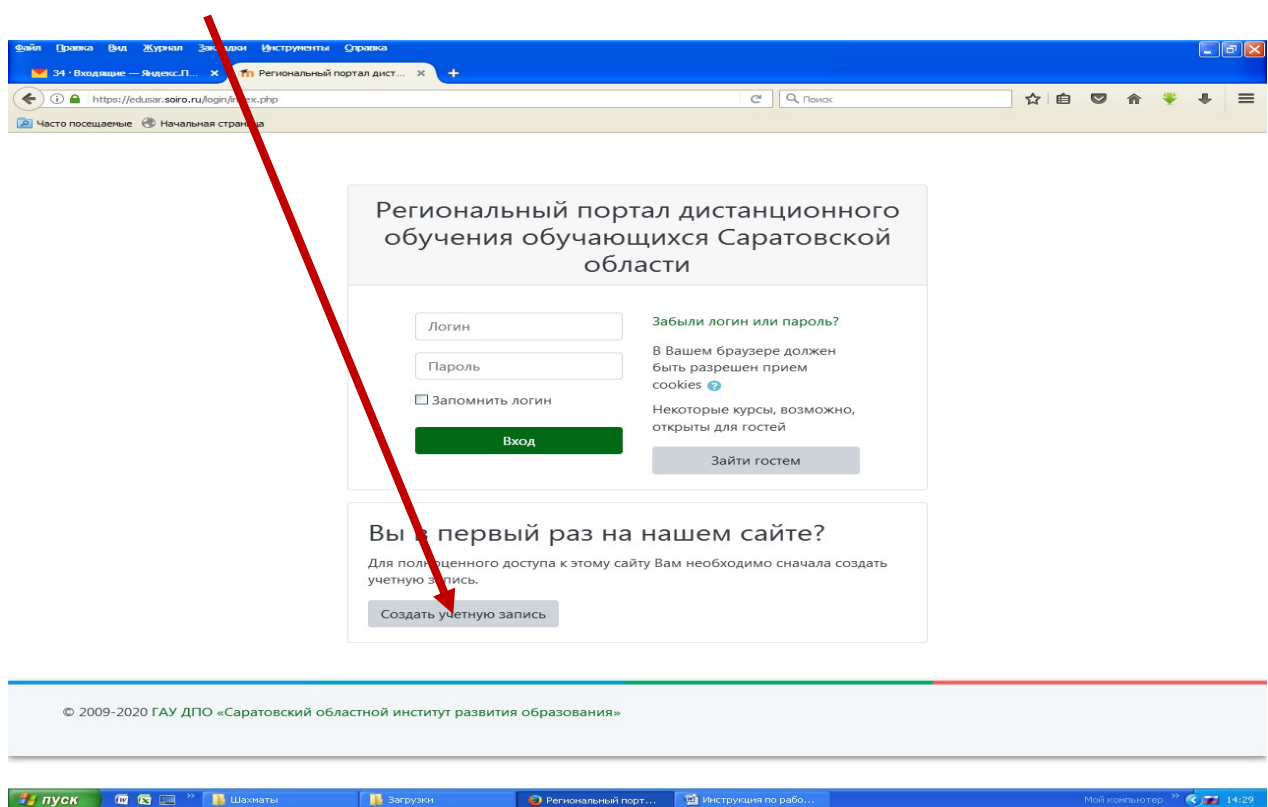 Файл Правка Вид Журнал Закладки Инструменты Справка
34 · Входящие — Яндекс.П... Региональный портал дист...
https://edusar.soiro.ru/login/index.php Поиск
Часто посещаемые Начальная страница
Региональный портал дистанционного
обучения обучающихся Саратовской
области
Логин
Пароль
Запомнить логин
Вход
Забыли логин или пароль?
В Вашем браузере должен
быть разрешен прием
cookies
Некоторые курсы, возможно,
открыты для гостей
Зайти гостем
Вы в первый раз на нашем сайте?
Для полноценного доступа к этому сайту Вам необходимо сначала создать
учетную запись.
Создать учетную запись
© 2009-2020 ГАУ ДПО «Саратовский областной институт развития образования»
пуск Шахматы Загрузки Региональный порт... Инструкция по рабо... Мой компьютер 14:29